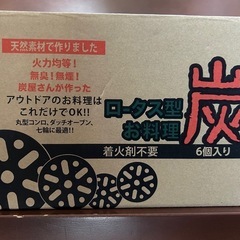 天然素材で作りました
火力均等！
無臭！無煙！
炭屋さんが作った
アウトドアのお料理は
これだけでOK!!
丸型コンロ、ダッチオーブン、
七輪に最適!!
ロータス型
お料理
炭
着火剤不要
6個入り